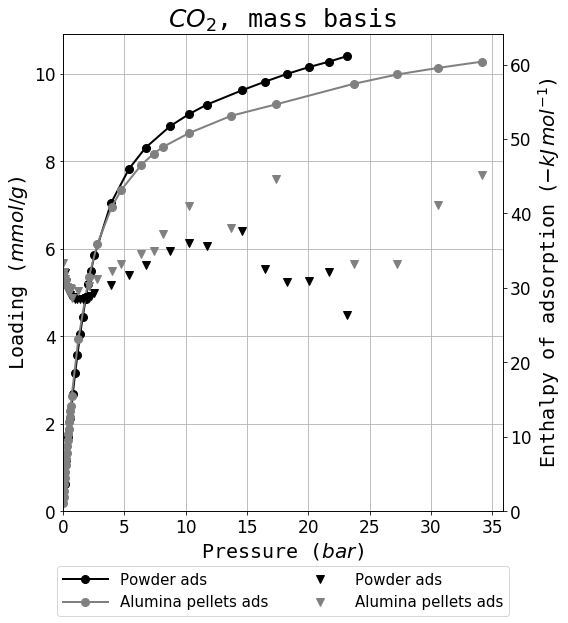 CO₂, mass basis
Loading (mmol/g)
10
8
6
4
2
0
60
50
40
30
20
10
0
Enthalpy of adsorption (−kJ mol⁻¹)
0 5 10 15 20 25 30 35
Pressure (bar)
Powder ads Powder ads
Alumina pellets ads Alumina pellets ads